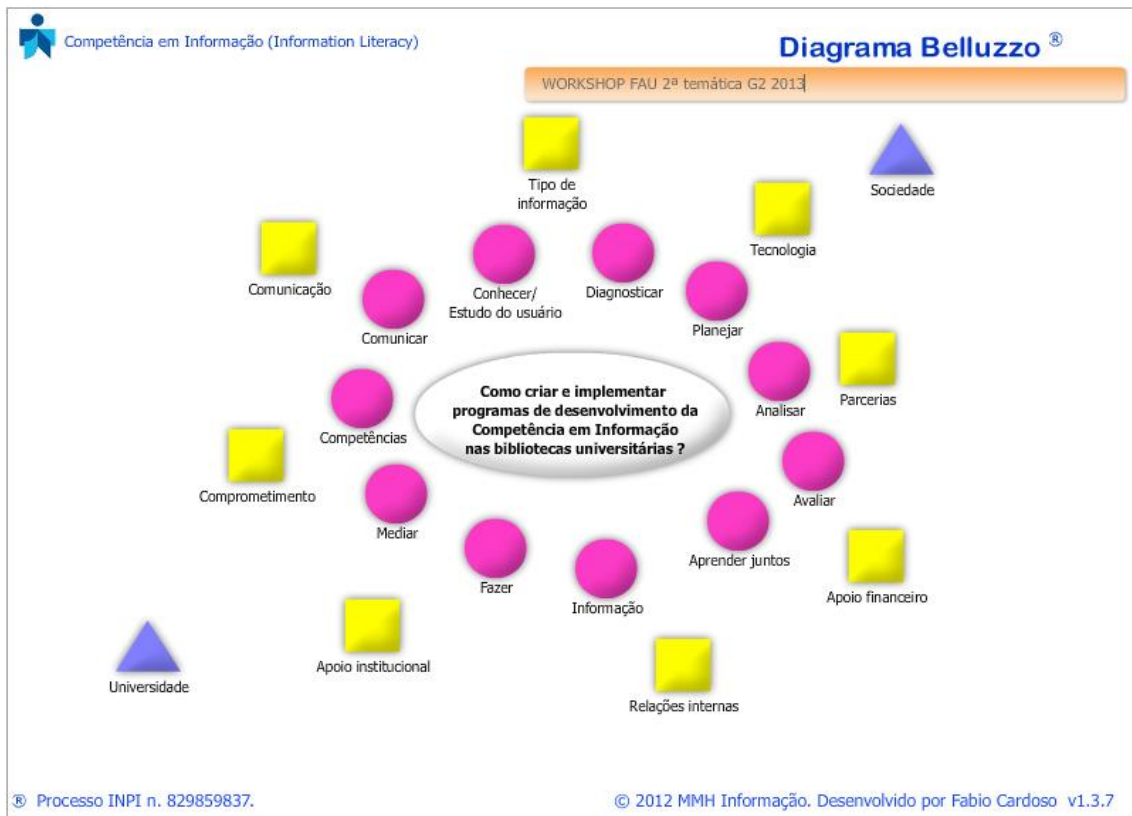 Competência em Informação (Information Literacy)
Diagrama Belluzzo ®
WORKSHOP FAU 2ª temática G2 2013
Tipo de
informação
Sociedade
Tecnologia
Comunicação
Conhecer/
Estudo do usuário
Diagnosticar
Planejar
Comunicar
Como criar e implementar
programas de desenvolvimento da
Competência em Informação
nas bibliotecas universitárias ?
Analisar
Parcerias
Competências
Comprometimento
Avaliar
Mediar
Aprender juntos
Fazer
Informação
Apoio financeiro
Apoio institucional
Universidade
Relações internas
® Processo INPI n. 829859837.
© 2012 MMH Informação. Desenvolvido por Fabio Cardoso v1.3.7